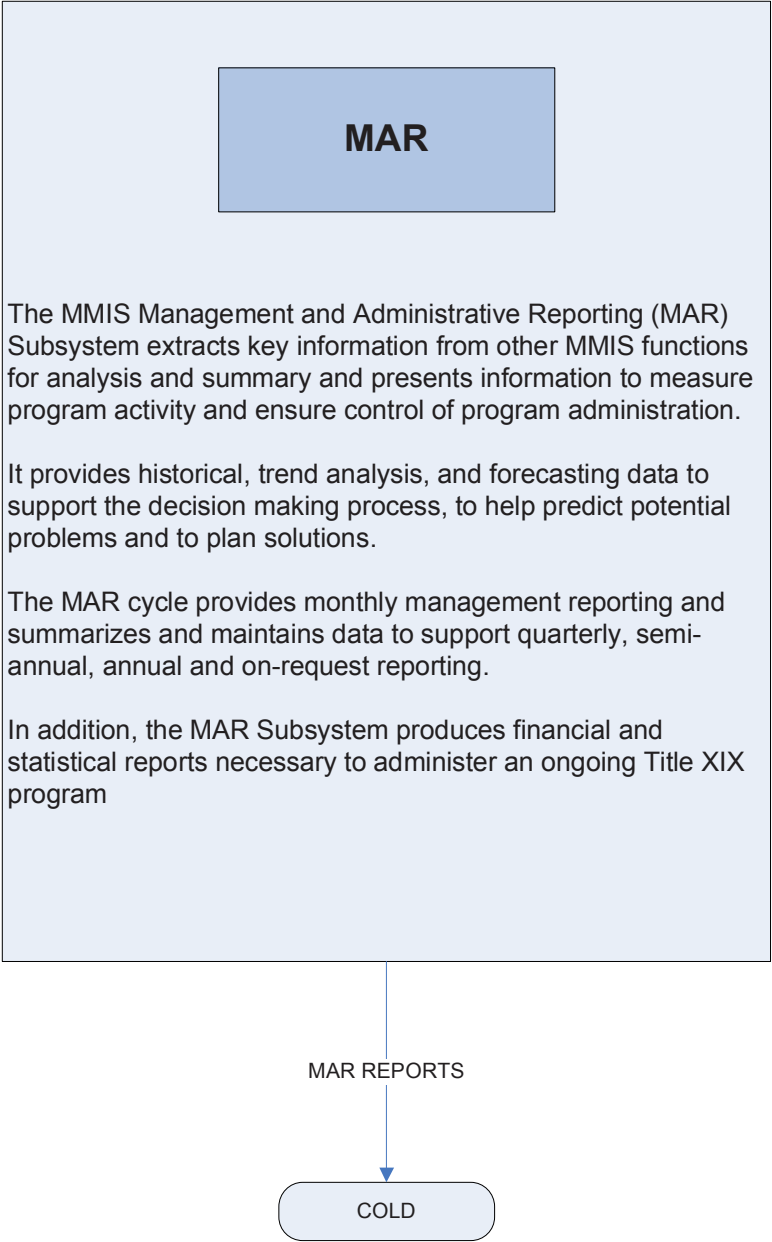 MAR
The MMIS Management and Administrative Reporting (MAR)
Subsystem extracts key information from other MMIS functions
for analysis and summary and presents information to measure
program activity and ensure control of program administration.
It provides historical, trend analysis, and forecasting data to
support the decision making process, to help predict potential
problems and to plan solutions.
The MAR cycle provides monthly management reporting and
summarizes and maintains data to support quarterly, semi-
annual, annual and on-request reporting.
In addition, the MAR Subsystem produces financial and
statistical reports necessary to administer an ongoing Title XIX
program
MAR REPORTS
COLD